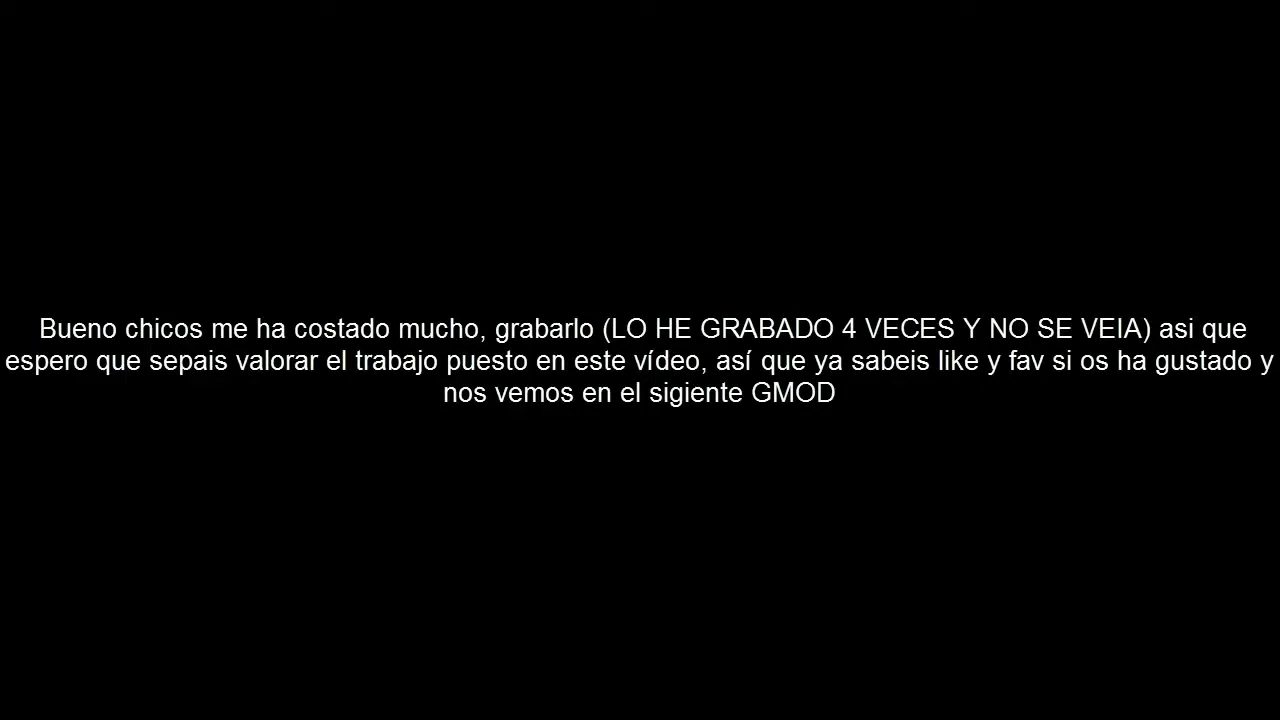 Bueno chicos me ha costado mucho, grabarlo (LO HE GRABADO 4 VECES Y NO SE VEIA) asi que
espero que sepais valorar el trabajo puesto en este vídeo, así que ya sabeis like y fav si os ha gustado y
nos vemos en el sigiente GMOD